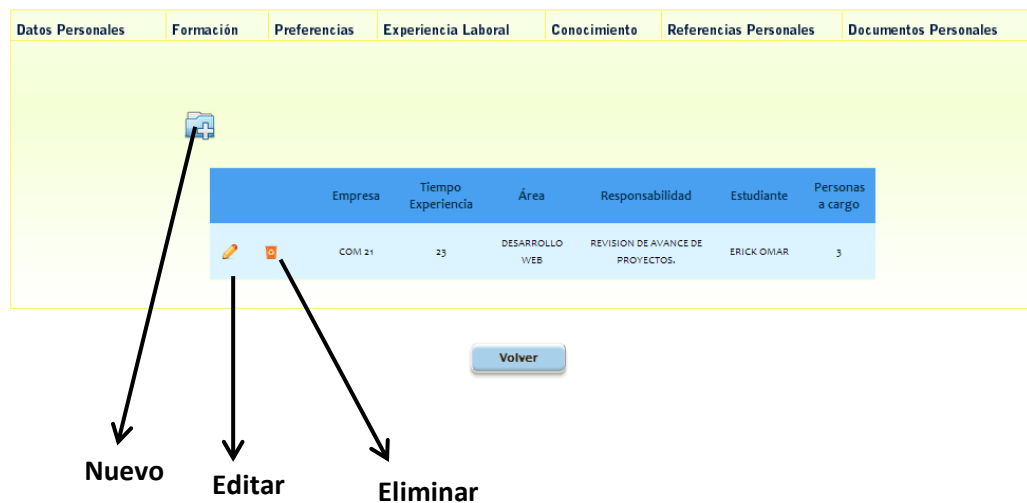 Datos Personales Formación Preferencias Experiencia Laboral Conocimiento Referencias Personales Documentos Personales
Empresa Tiempo Experiencia Área Responsabilidad Estudiante Personas a cargo
COM 21 23 DESARROLLO WEB REVISION DE AVANCE DE PROYECTOS. ERICK OMAR 3
Volver
Nuevo Editar Eliminar